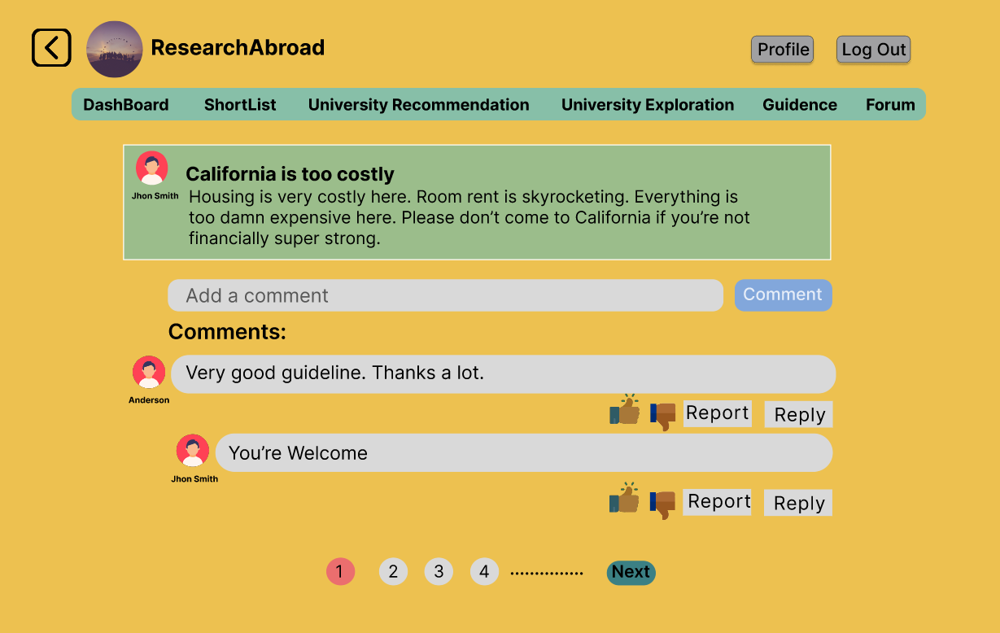 ResearchAbroad
Profile
Log Out
DashBoard
ShortList
University Recommendation
University Exploration
Guidence
Forum
Jhon Smith
California is too costly
Housing is very costly here. Room rent is skyrocketing. Everything is
too damn expensive here. Please don’t come to California if you’re not
financially super strong.
Add a comment
Comment
Comments:
Anderson
Very good guideline. Thanks a lot.
Report
Reply
Jhon Smith
You’re Welcome
Report
Reply
1
2
3
4
...............
Next